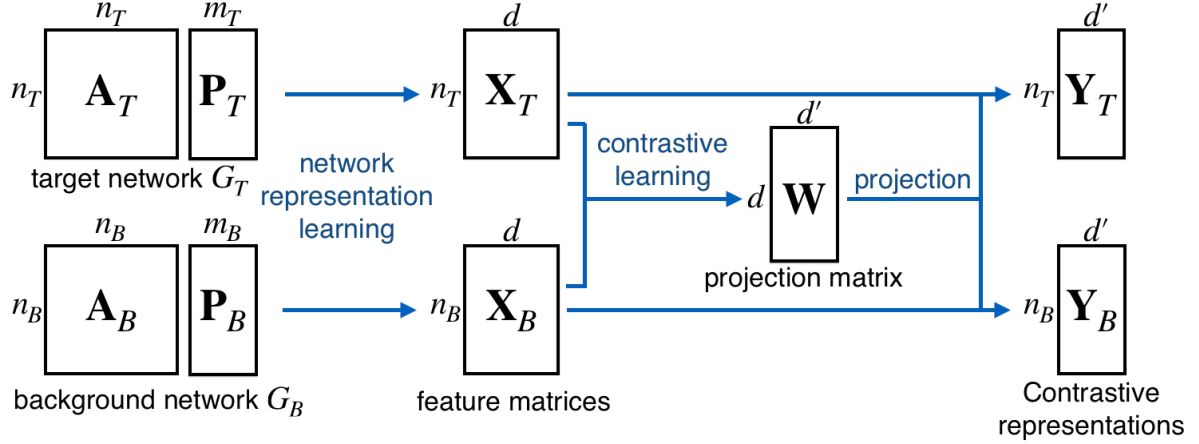 n_T m_T d d'
n_T A_T P_T n_T X_T n_T Y_T
target network G_T
network
representation
learning
contrastive
learning
d'
d W
projection
projection matrix
n_B m_B d d'
n_B A_B P_B n_B X_B n_B Y_B
background network G_B
feature matrices
Contrastive
representations